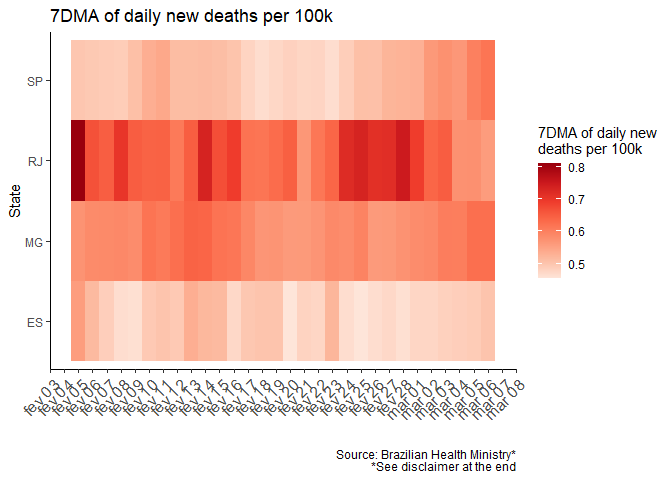 7DMA of daily new deaths per 100k
SP
RJ
MG
ES
State
7DMA of daily new
deaths per 100k
0.8
0.7
0.6
0.5
fev 03
fev 04
fev 05
fev 06
fev 07
fev 08
fev 09
fev 10
fev 11
fev 12
fev 13
fev 14
fev 15
fev 16
fev 17
fev 18
fev 19
fev 20
fev 21
fev 22
fev 23
fev 24
fev 25
fev 26
fev 27
fev 28
mar 01
mar 02
mar 03
mar 04
mar 05
mar 06
mar 07
mar 08
Source: Brazilian Health Ministry*
*See disclaimer at the end